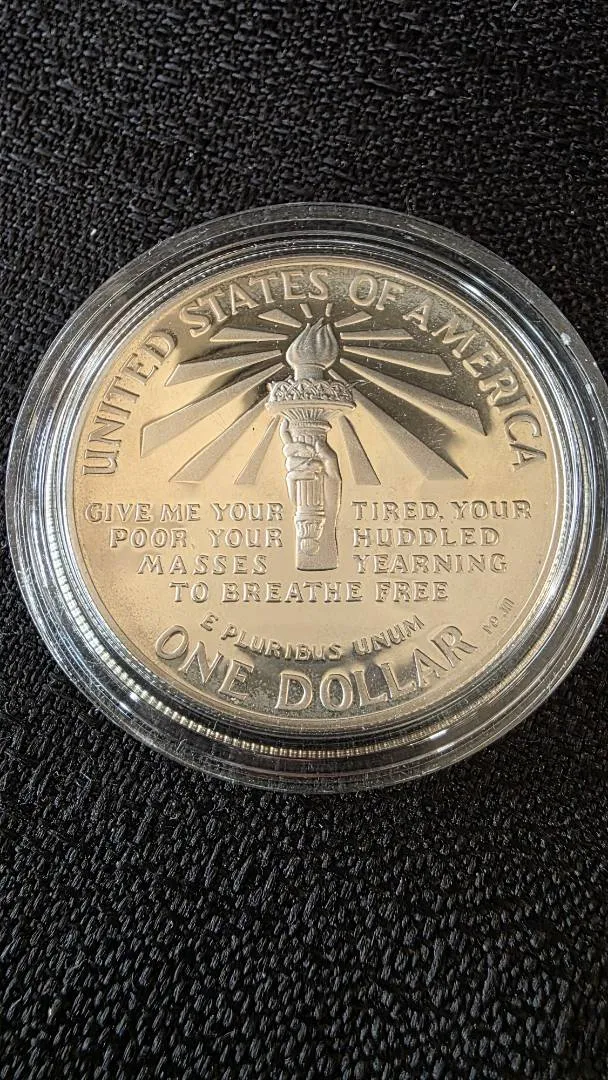 UNITED STATES OF AMERICA
GIVE ME YOUR TIRED, YOUR
POOR, YOUR HUDDLED
MASSES YEARNING
TO BREATHE FREE
E PLURIBUS UNUM
ONE DOLLAR